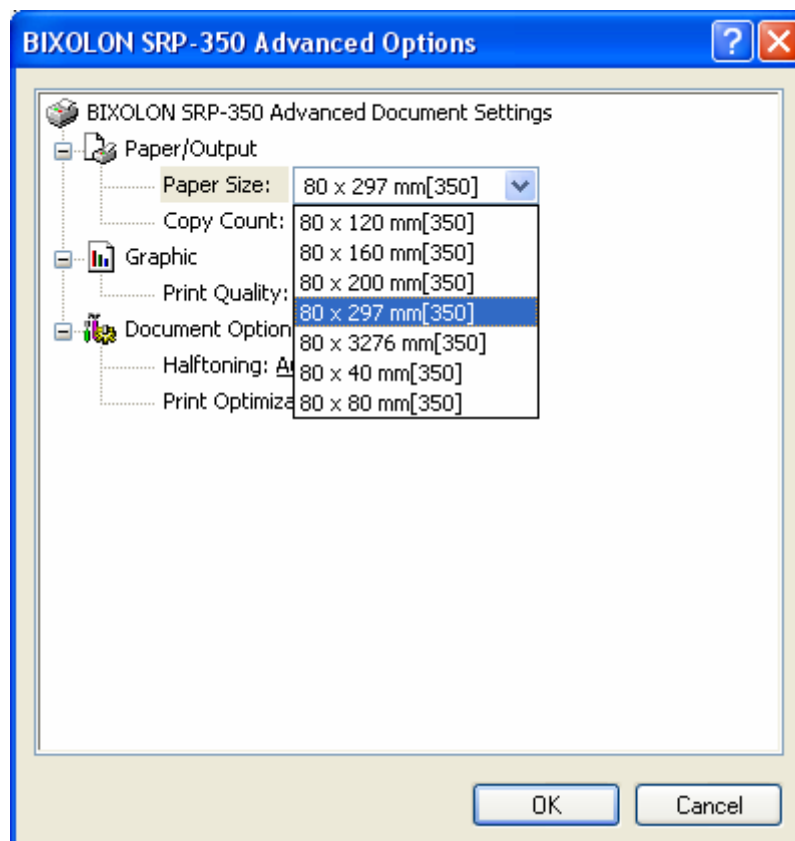 BIXOLON SRP-350 Advanced Options
BIXOLON SRP-350 Advanced Document Settings
Paper/Output
Paper Size: 80 x 297 mm[350]
Copy Count:
80 x 120 mm[350]
80 x 160 mm[350]
Graphic
80 x 200 mm[350]
Print Quality:
80 x 297 mm[350]
Document Option
80 x 3276 mm[350]
Halftoning:
80 x 40 mm[350]
Print
80 x 80 mm[350]
OK
Cancel